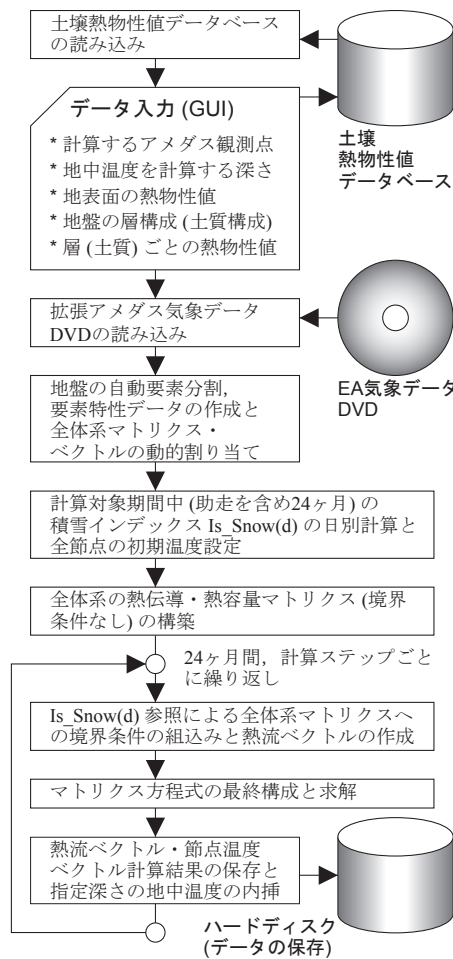 土壌熱物性値データベース
の読み込み
データ入力 (GUI)
* 計算するアメダス観測点
* 地中温度を計算する深さ
* 地表面の熱物性値
* 地盤の層構成 (土質構成)
* 層 (土質) ごとの熱物性値
土壌
熱物性値
データベース
拡張アメダス気象データ
DVDの読み込み
EA気象データ
DVD
地盤の自動要素分割,
要素特性データの作成と
全体系マトリクス・
ベクトルの動的割り当て
計算対象期間中 (助走を含め24ヶ月) の
積雪インデックス Is_Snow(d) の日別計算と
全節点の初期温度設定
全体系の熱伝導・熱容量マトリクス (境界
条件なし) の構築
24ヶ月間, 計算ステップごと
に繰り返し
Is_Snow(d) 参照による全体系マトリクスへ
の境界条件の組込みと熱流ベクトルの作成
マトリクス方程式の最終構成と求解
熱流ベクトル・節点温度
ベクトル計算結果の保存と
指定深さの地中温度の内挿
ハードディスク
(データの保存)